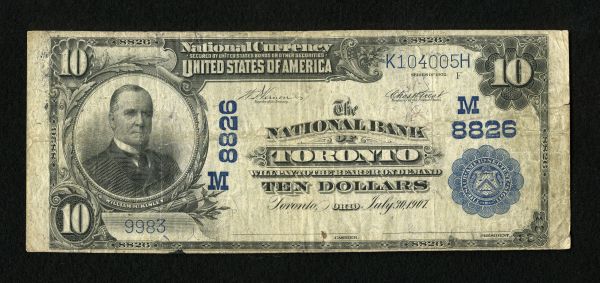 8826
8826
National Currency
SECURED BY UNITED STATES BONDS OR OTHER SECURITIES
UNITED STATES OF AMERICA
10
K104005H
10
SERIES OF 1902
F
The
M
8826
NATIONAL BANK
OF
TORONTO
WILL PAY TO THE BEARER ON DEMAND
TEN DOLLARS
Toronto, OHIO July 30, 1907.
M 8826
WILLIAM McKINLEY
10
9983
10
CASHIER.
PRESIDENT.
8826
8826